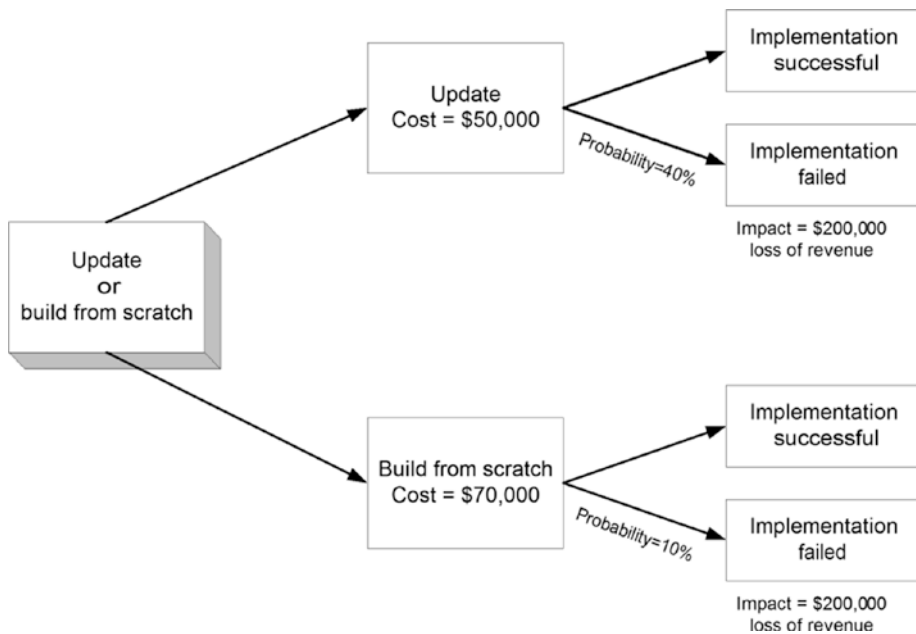 Update
or
build from scratch
Update
Cost = $50,000
Probability=40%
Implementation
successful
Implementation
failed
Impact = $200,000
loss of revenue
Build from scratch
Cost = $70,000
Probability=10%
Implementation
successful
Implementation
failed
Impact = $200,000
loss of revenue